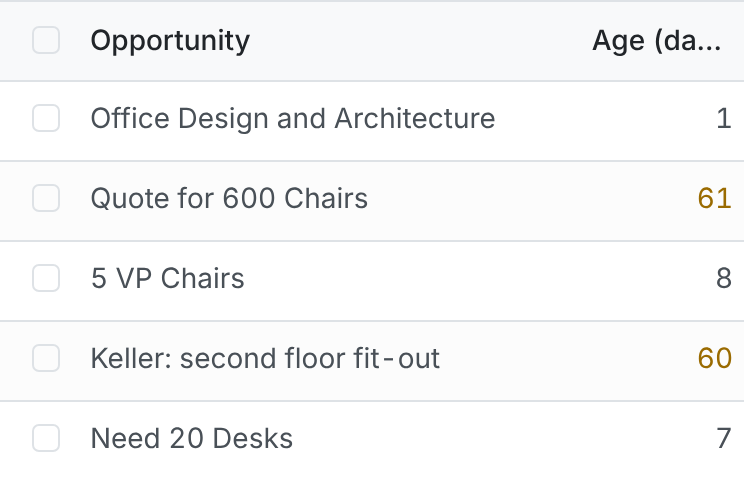 Opportunity Age (da...
Office Design and Architecture 1
Quote for 600 Chairs 61
5 VP Chairs 8
Keller: second floor fit-out 60
Need 20 Desks 7